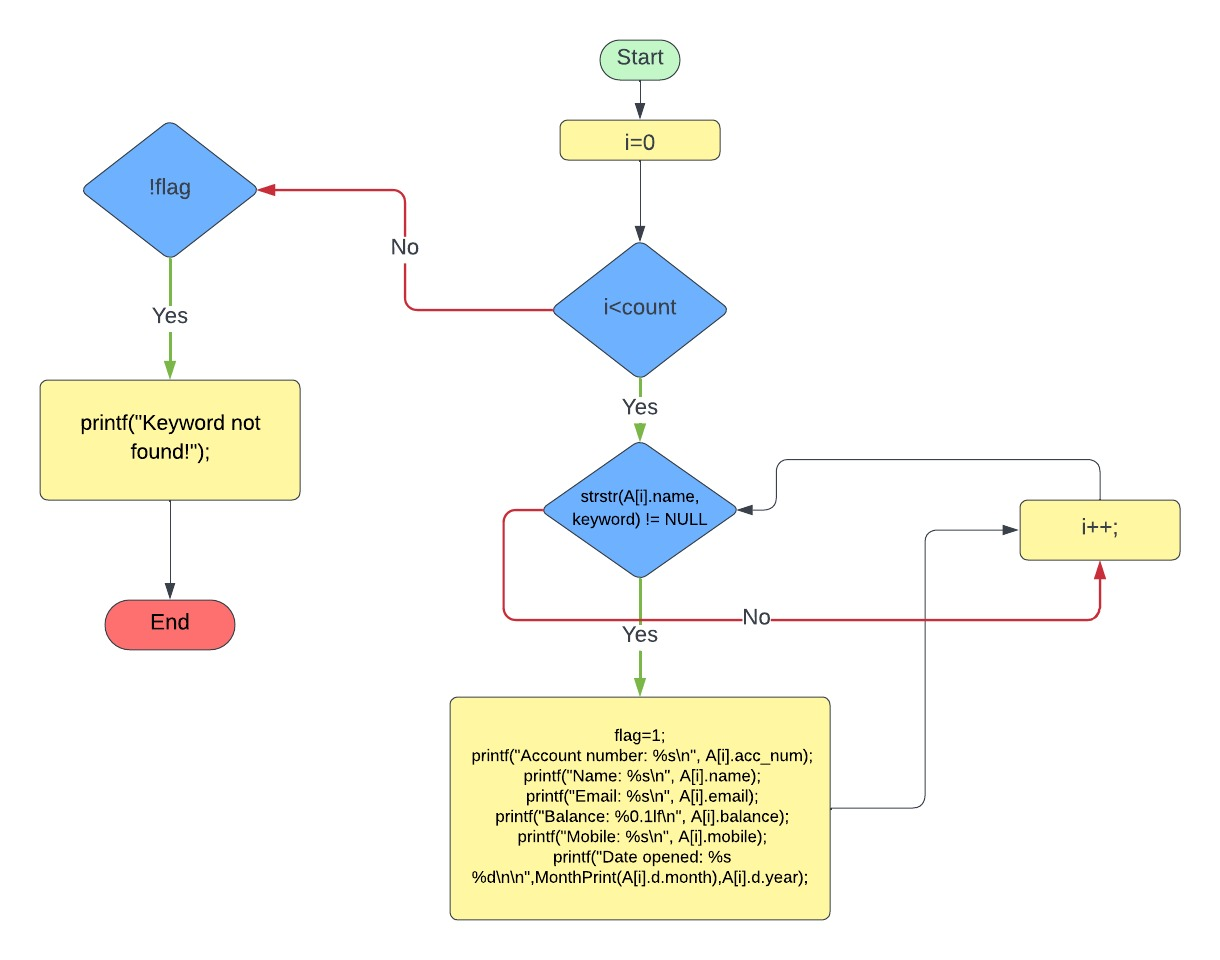 Start
i=0
!flag
No
i<count
Yes
Yes
printf("Keyword not
found!");
strstr(A[i].name,
keyword) != NULL
i++;
End
No
Yes
flag=1;
printf("Account number: %s\n", A[i].acc_num);
printf("Name: %s\n", A[i].name);
printf("Email: %s\n", A[i].email);
printf("Balance: %0.1lf\n", A[i].balance);
printf("Mobile: %s\n", A[i].mobile);
printf("Date opened: %s
%d\n\n",MonthPrint(A[i].d.month),A[i].d.year);